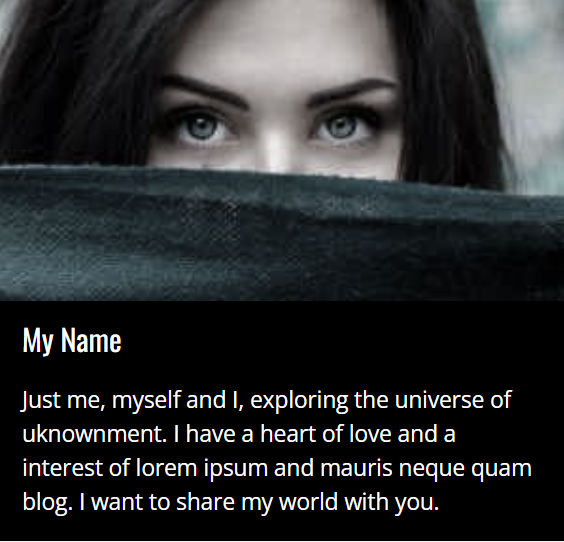 My Name
Just me, myself and I, exploring the universe of
uknownment. I have a heart of love and a
interest of lorem ipsum and mauris neque quam
blog. I want to share my world with you.